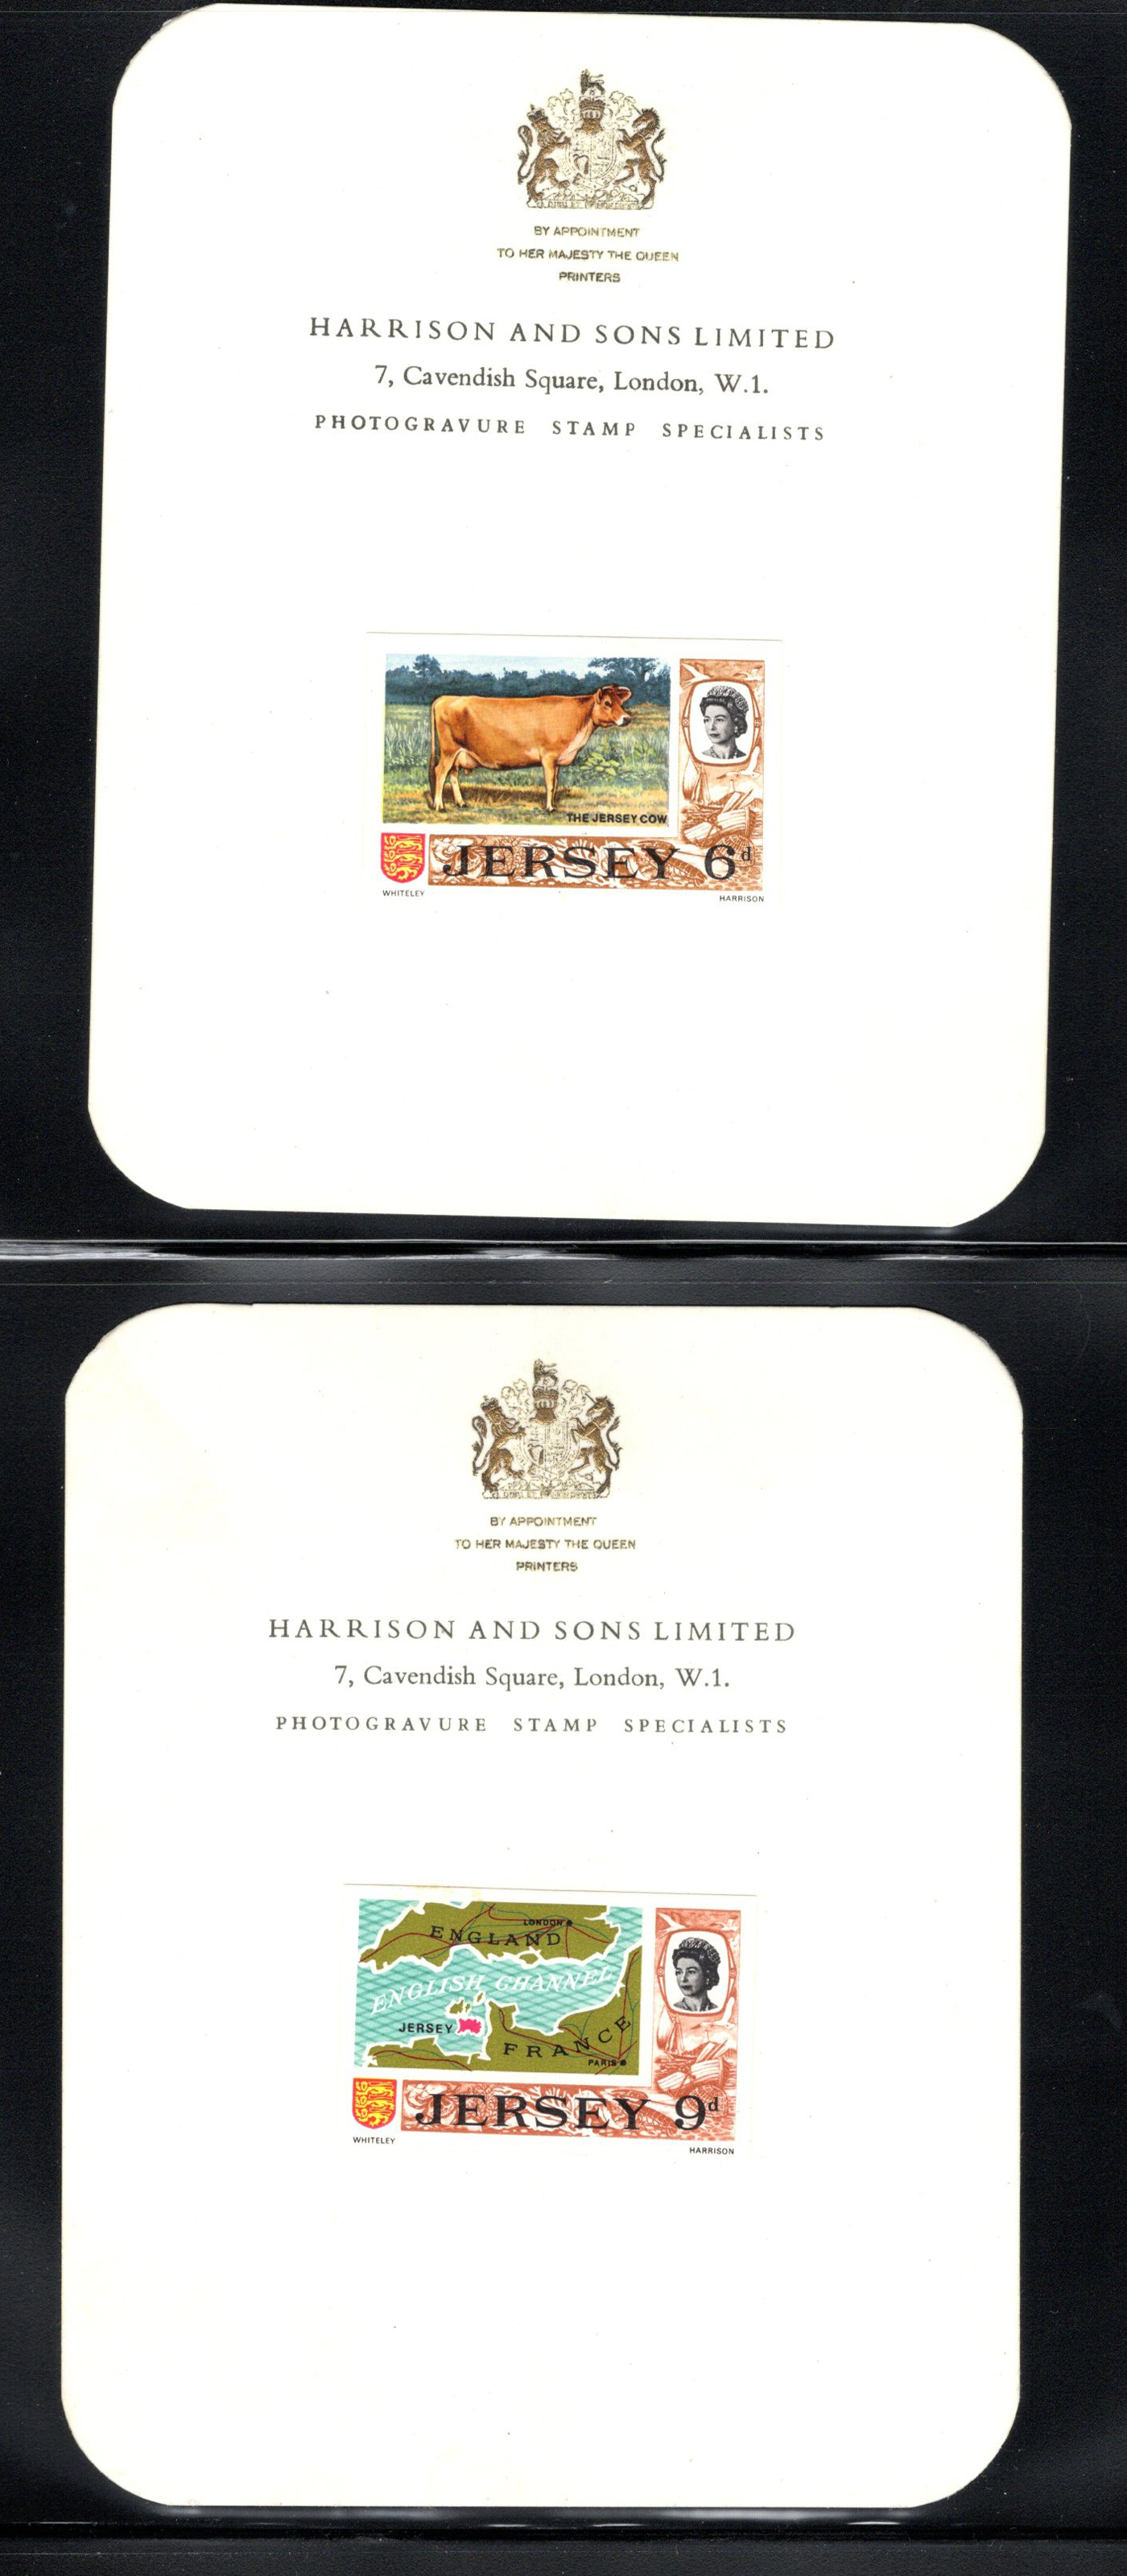 BY APPOINTMENT
TO HER MAJESTY THE QUEEN
PRINTERS
HARRISON AND SONS LIMITED
7, Cavendish Square, London, W.1.
PHOTOGRAVURE STAMP SPECIALISTS
THE JERSEY COW
JERSEY 6d
WHITELEY
HARRISON
BY APPOINTMENT
TO HER MAJESTY THE QUEEN
PRINTERS
HARRISON AND SONS LIMITED
7, Cavendish Square, London, W.1.
PHOTOGRAVURE STAMP SPECIALISTS
LONDON
ENGLAND
ENGLISH CHANNEL
JERSEY
FRANCE
PARIS
JERSEY 9d
WHITELEY
HARRISON